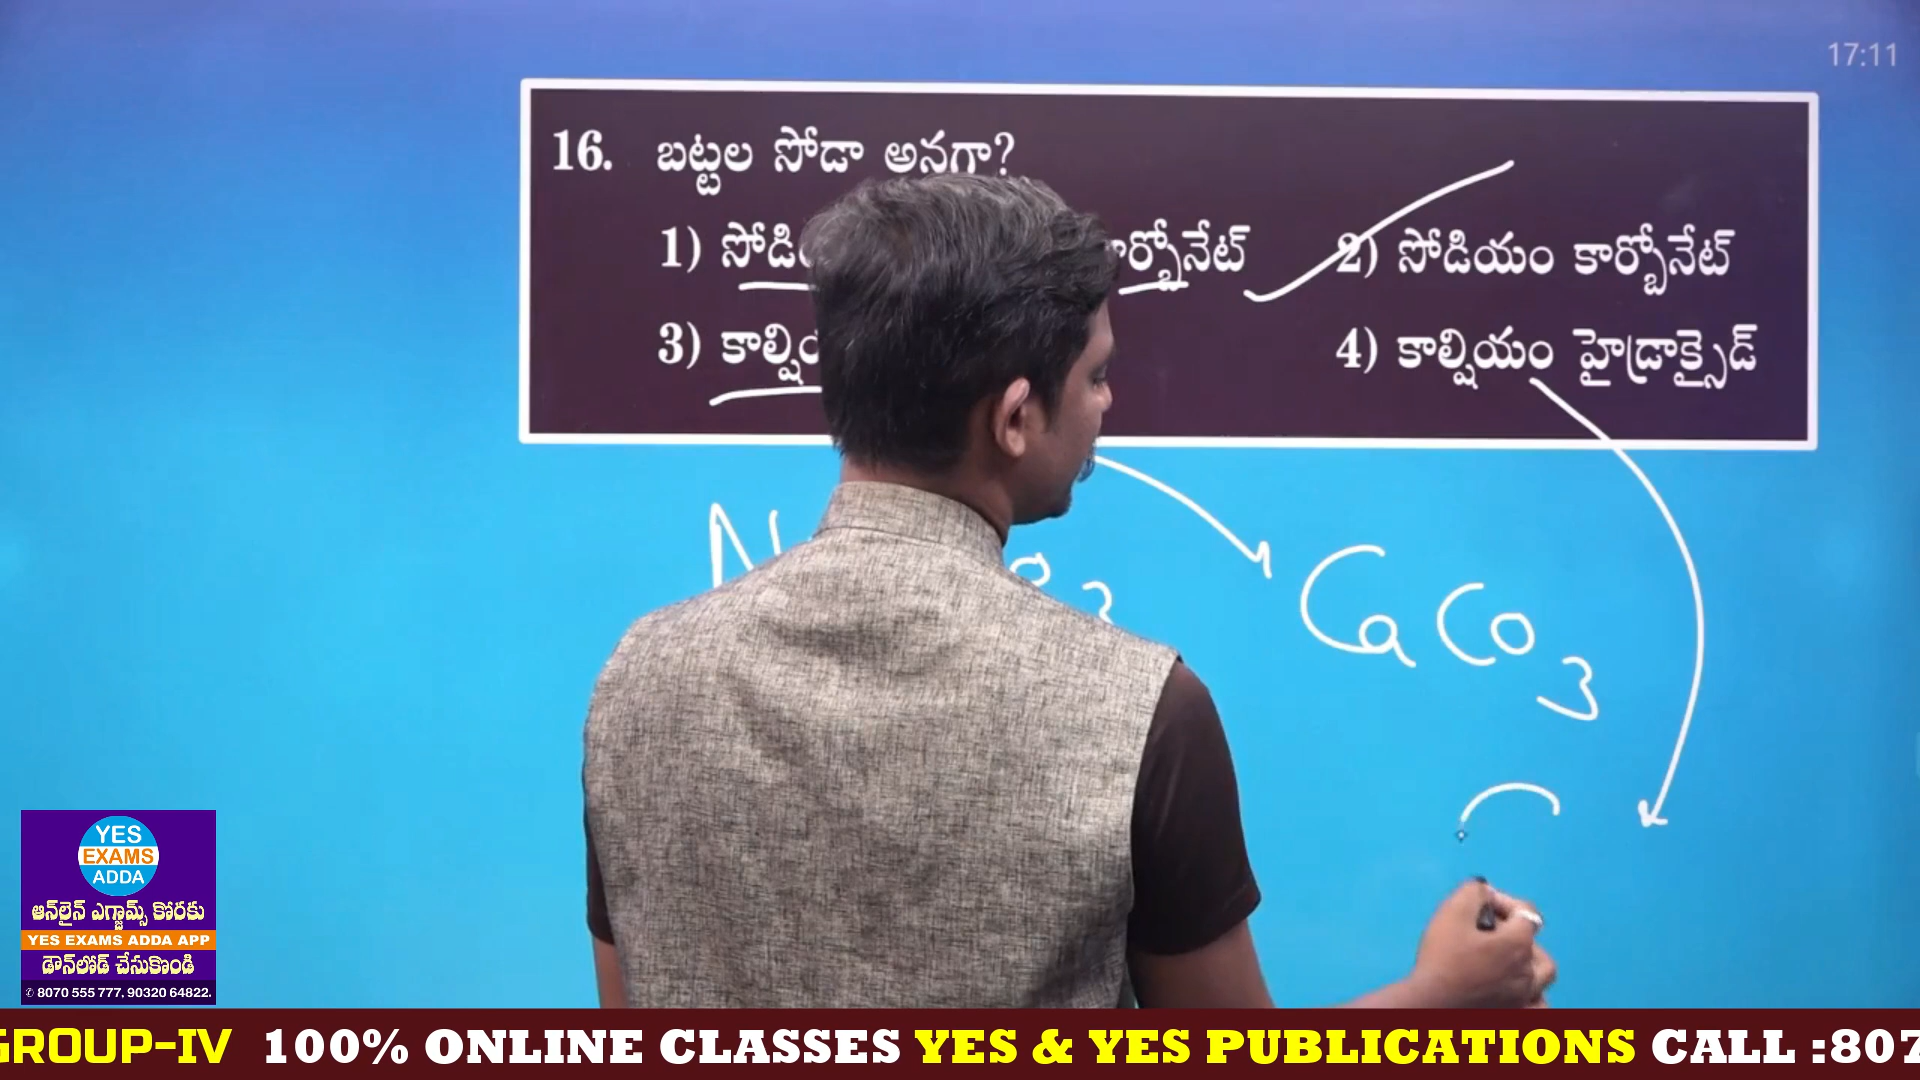 17:11
16. బట్టల సోడా అనగా?
1) 2) సోడియం కార్బోనేట్
3) 4) కాల్షియం హైడ్రాక్సైడ్
CaCo3
YES
EXAMS
ADDA
ఆన్‌లైన్ ఎగ్జామ్స్ కోరకు
YES EXAMS ADDA APP
డౌన్‌లోడ్ చేసుకొండి
✆ 8070 555 777, 90320 64822.
GROUP-IV 100% ONLINE CLASSES YES & YES PUBLICATIONS CALL :807